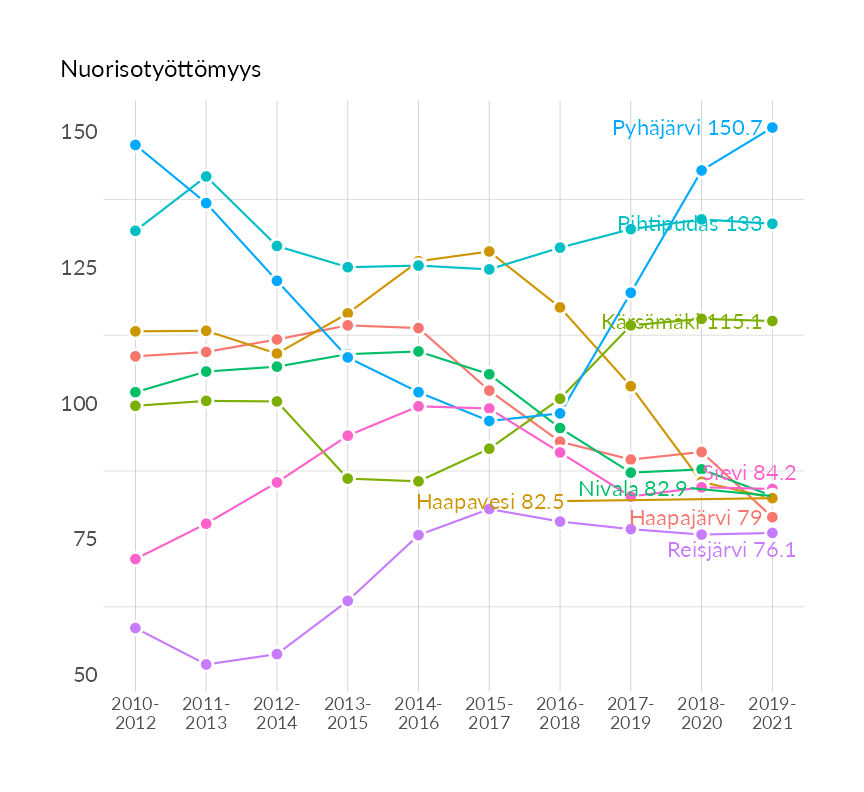 Nuorisotyöttömyys
150
Pyhäjärvi 150.7
Pihtipudas 133
125
Kärsämäki 115.1
100
Sievi 84.2
Nivala 82.9
Haapavesi 82.5
Haapajärvi 79
75
Reisjärvi 76.1
50
2010- 2011- 2012- 2013- 2014- 2015- 2016- 2017- 2018- 2019-
2012 2013 2014 2015 2016 2017 2018 2019 2020 2021